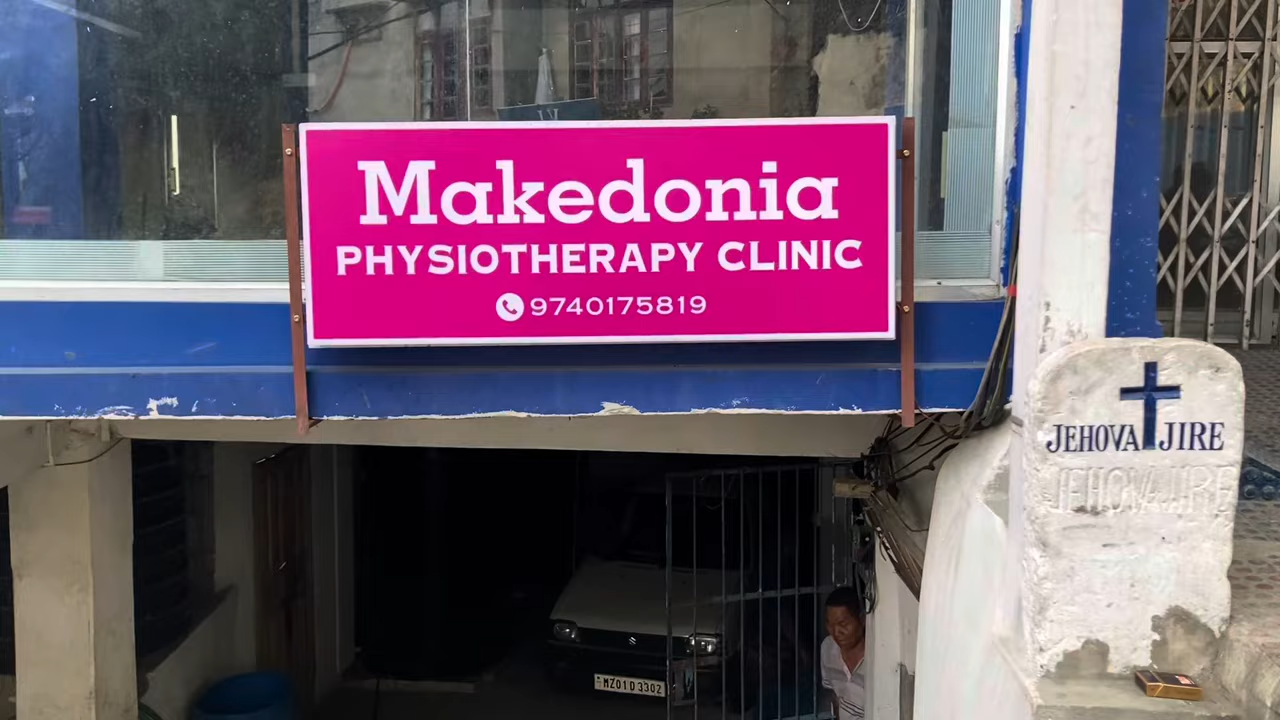 Makedonia
PHYSIOTHERAPY CLINIC
9740175819
JEHOVA JIRE
JEHOVA JIRE
MZ01D3302